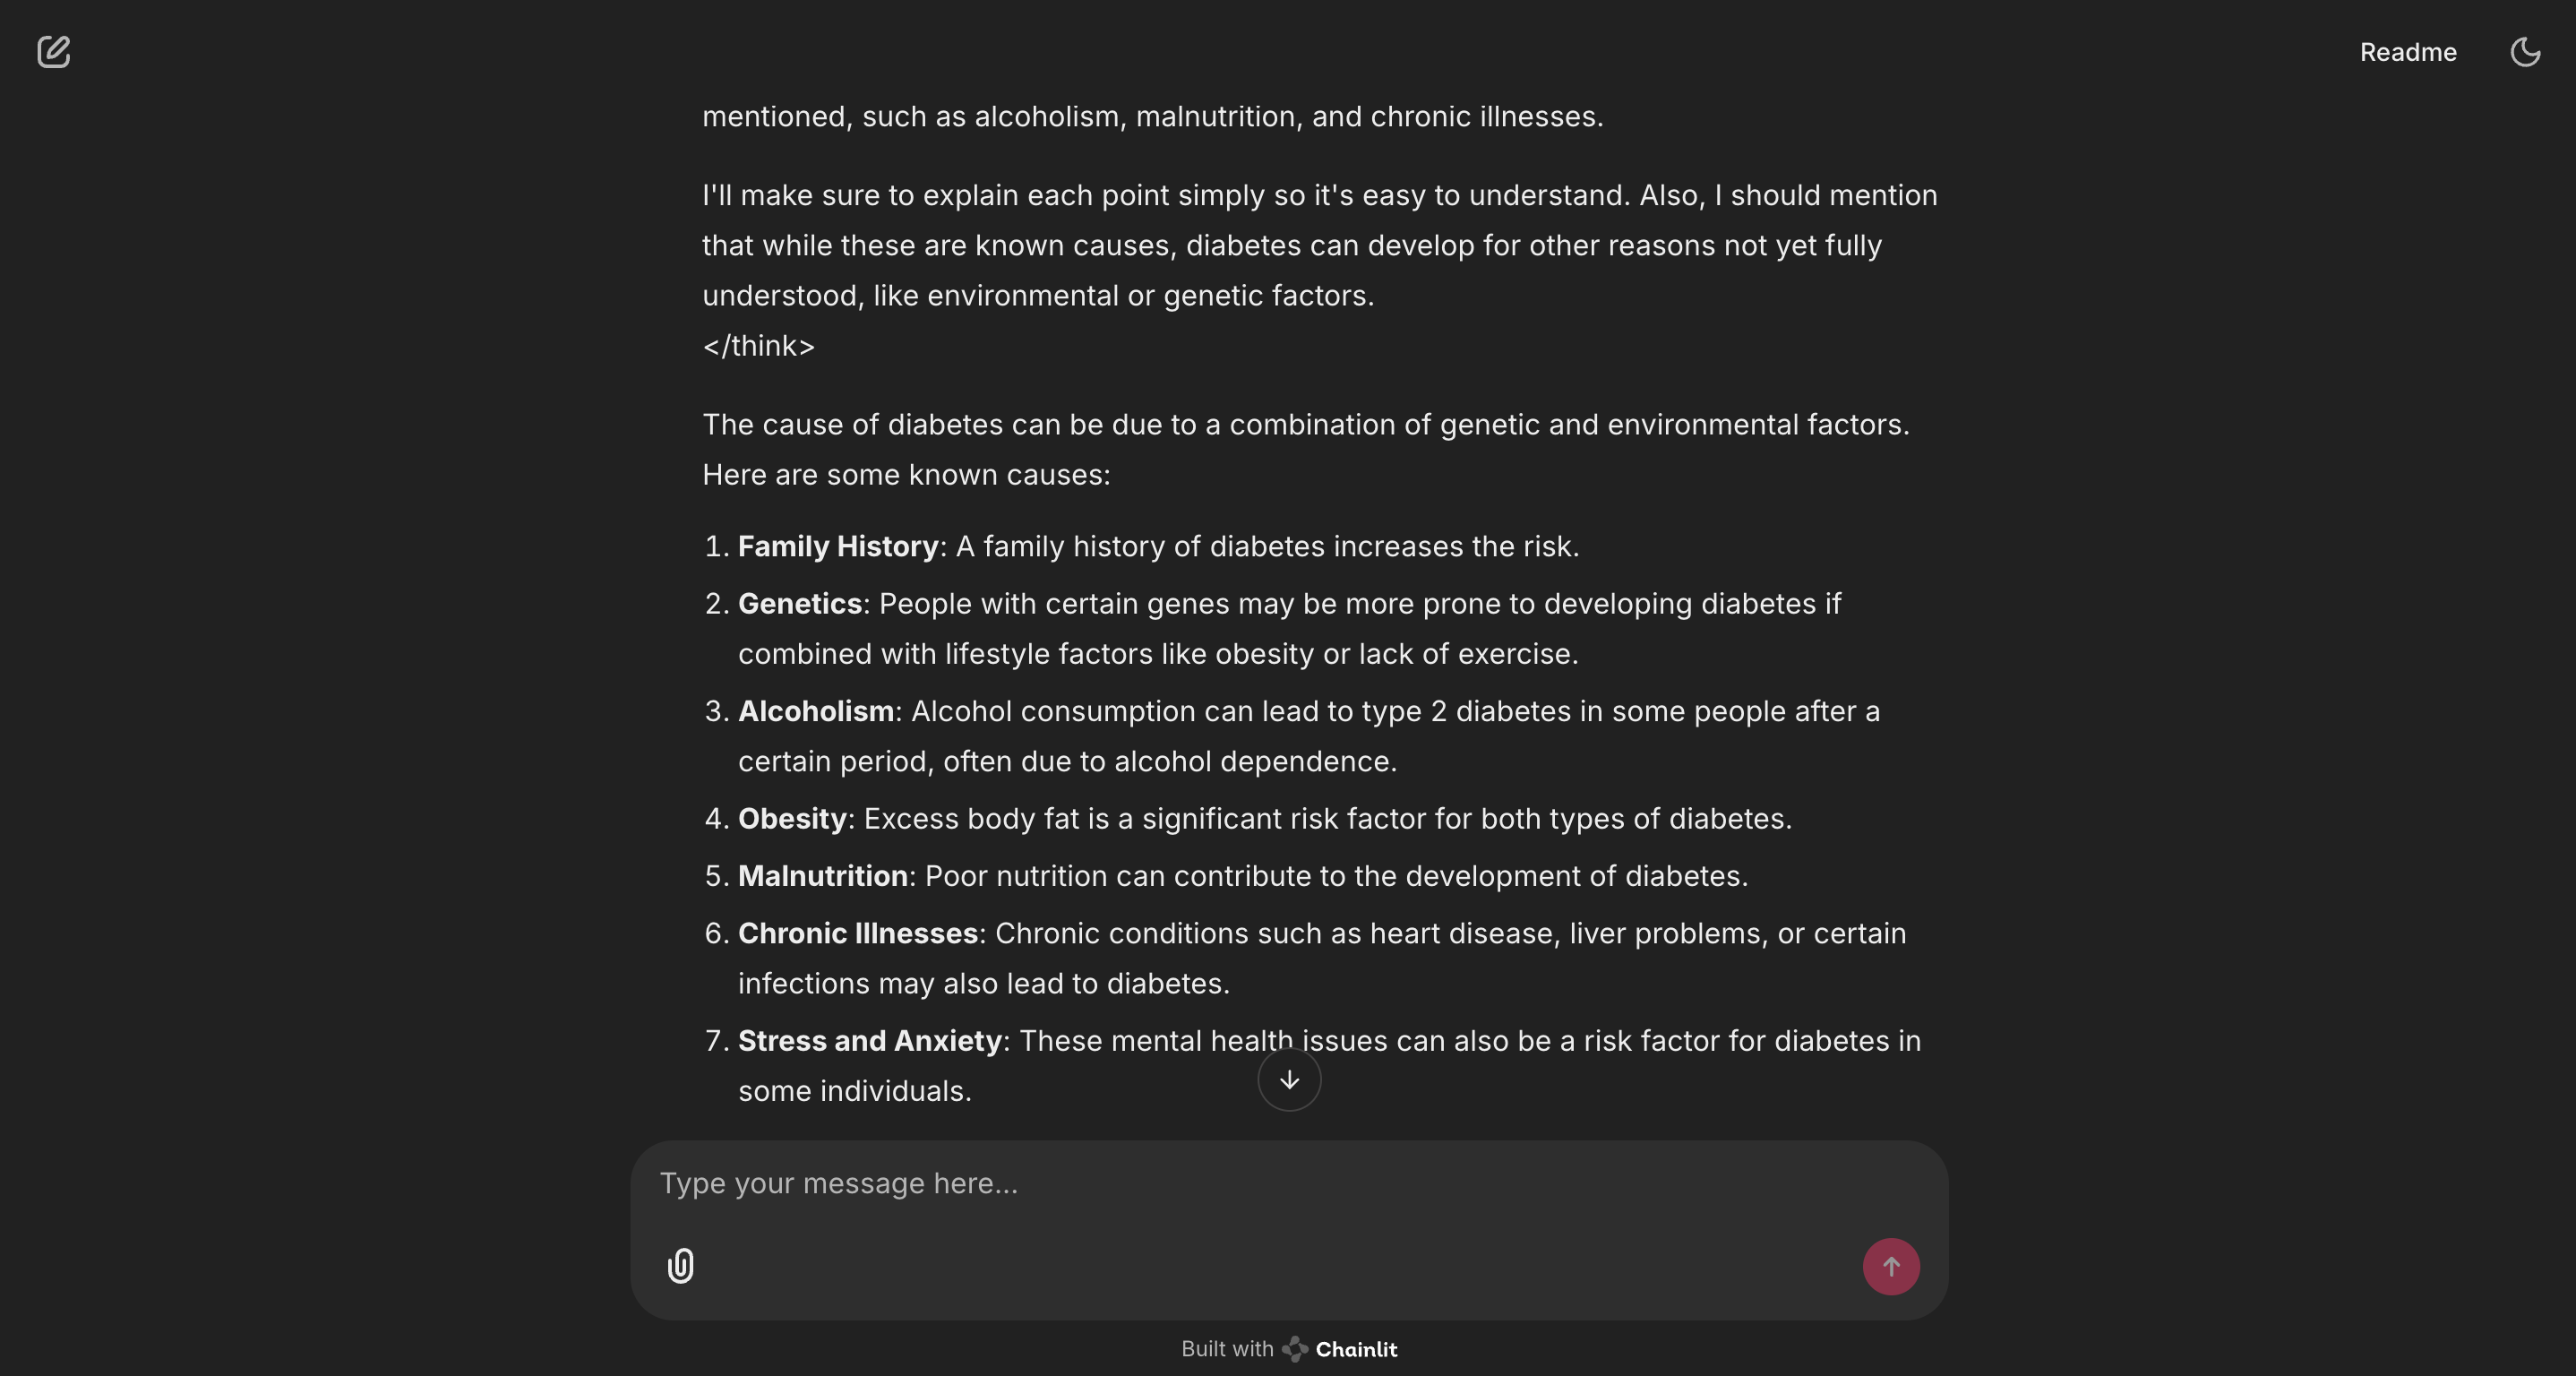 Readme
mentioned, such as alcoholism, malnutrition, and chronic illnesses.
I'll make sure to explain each point simply so it's easy to understand. Also, I should mention
that while these are known causes, diabetes can develop for other reasons not yet fully
understood, like environmental or genetic factors.
</think>
The cause of diabetes can be due to a combination of genetic and environmental factors.
Here are some known causes:
1. Family History: A family history of diabetes increases the risk.
2. Genetics: People with certain genes may be more prone to developing diabetes if
combined with lifestyle factors like obesity or lack of exercise.
3. Alcoholism: Alcohol consumption can lead to type 2 diabetes in some people after a
certain period, often due to alcohol dependence.
4. Obesity: Excess body fat is a significant risk factor for both types of diabetes.
5. Malnutrition: Poor nutrition can contribute to the development of diabetes.
6. Chronic Illnesses: Chronic conditions such as heart disease, liver problems, or certain
infections may also lead to diabetes.
7. Stress and Anxiety: These mental health issues can also be a risk factor for diabetes in
some individuals.
Type your message here...
Built with Chainlit